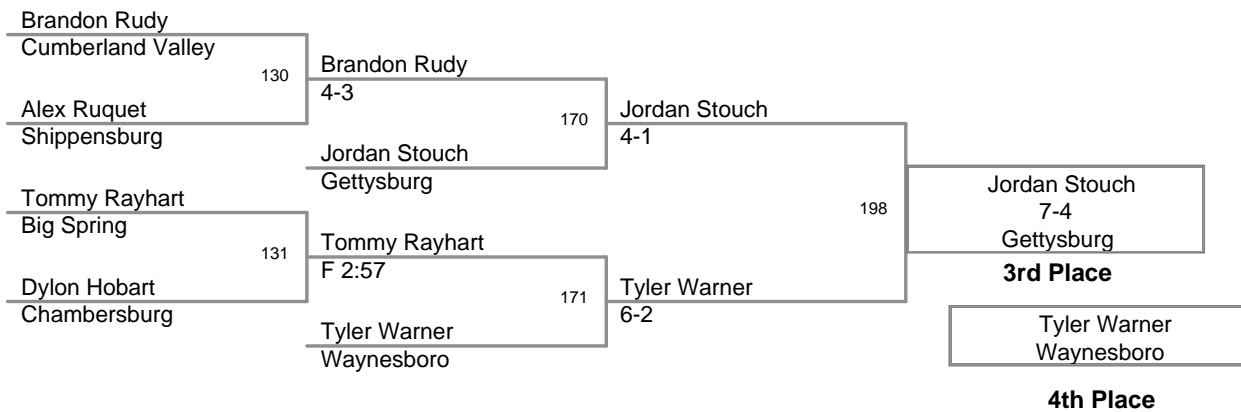 Brandon Rudy
Cumberland Valley
130
Brandon Rudy
4-3
Alex Ruquet
Shippensburg
170
Jordan Stouch
4-1
Jordan Stouch
Gettysburg
Tommy Rayhart
Big Spring
131
Tommy Rayhart
F 2:57
Dylon Hobart
Chambersburg
171
Tyler Warner
6-2
Tyler Warner
Waynesboro
198
Jordan Stouch
7-4
Gettysburg
3rd Place
Tyler Warner
Waynesboro
4th Place